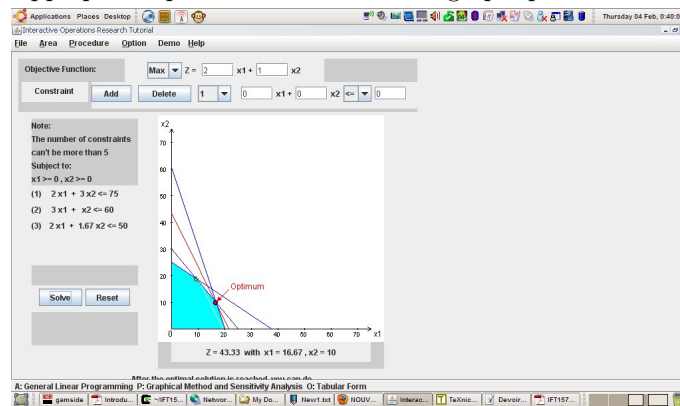 Applications Places Desktop Thursday 04 Feb, 0:40:0
Interactive Operations Research Tutorial
File Area Procedure Option Demo Help
Objective Function: Max Z = 2 x1 + 1 x2
Constraint Add Delete 1 0 x1 + 0 x2 <= 0
Note:
The number of constraints
can't be more than 5
Subject to:
x1 >= 0 , x2 >= 0
(1) 2 x1 + 3 x2 <= 75
(2) 3 x1 + x2 <= 60
(3) 2 x1 + 1.67 x2 <= 50
Solve Reset
x2
70
60
50
40
30
20
10
Optimum
0 10 20 30 40 50 60 70 x1
Z = 43.33 with x1 = 16.67 , x2 = 10
After the optimal solution is reached, you can do
A: General Linear Programming P: Graphical Method and Sensitivity Analysis O: Tabular Form
gamside Introdu... ~/IFT15... Networ... My Do... New1.txt NOUV... Interac... TeXnic... Devoir... IFT157...